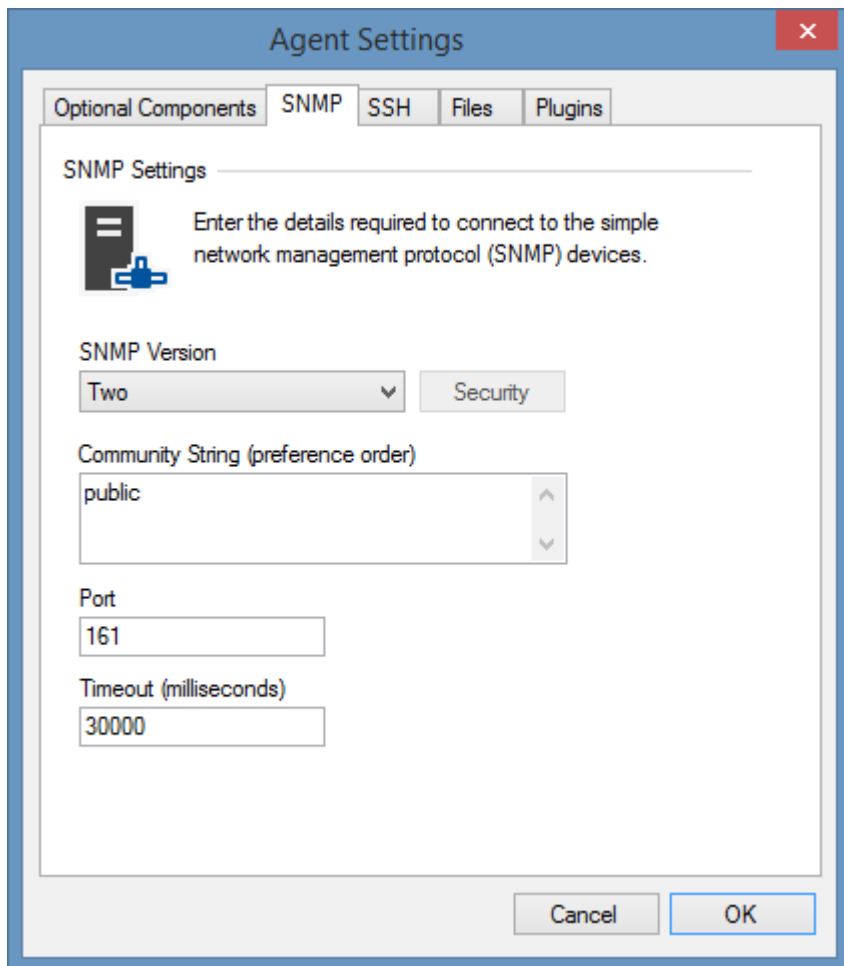 Agent Settings
Optional Components SNMP SSH Files Plugins
SNMP Settings
Enter the details required to connect to the simple
network management protocol (SNMP) devices.
SNMP Version
Two Security
Community String (preference order)
public
Port
161
Timeout (milliseconds)
30000
Cancel OK